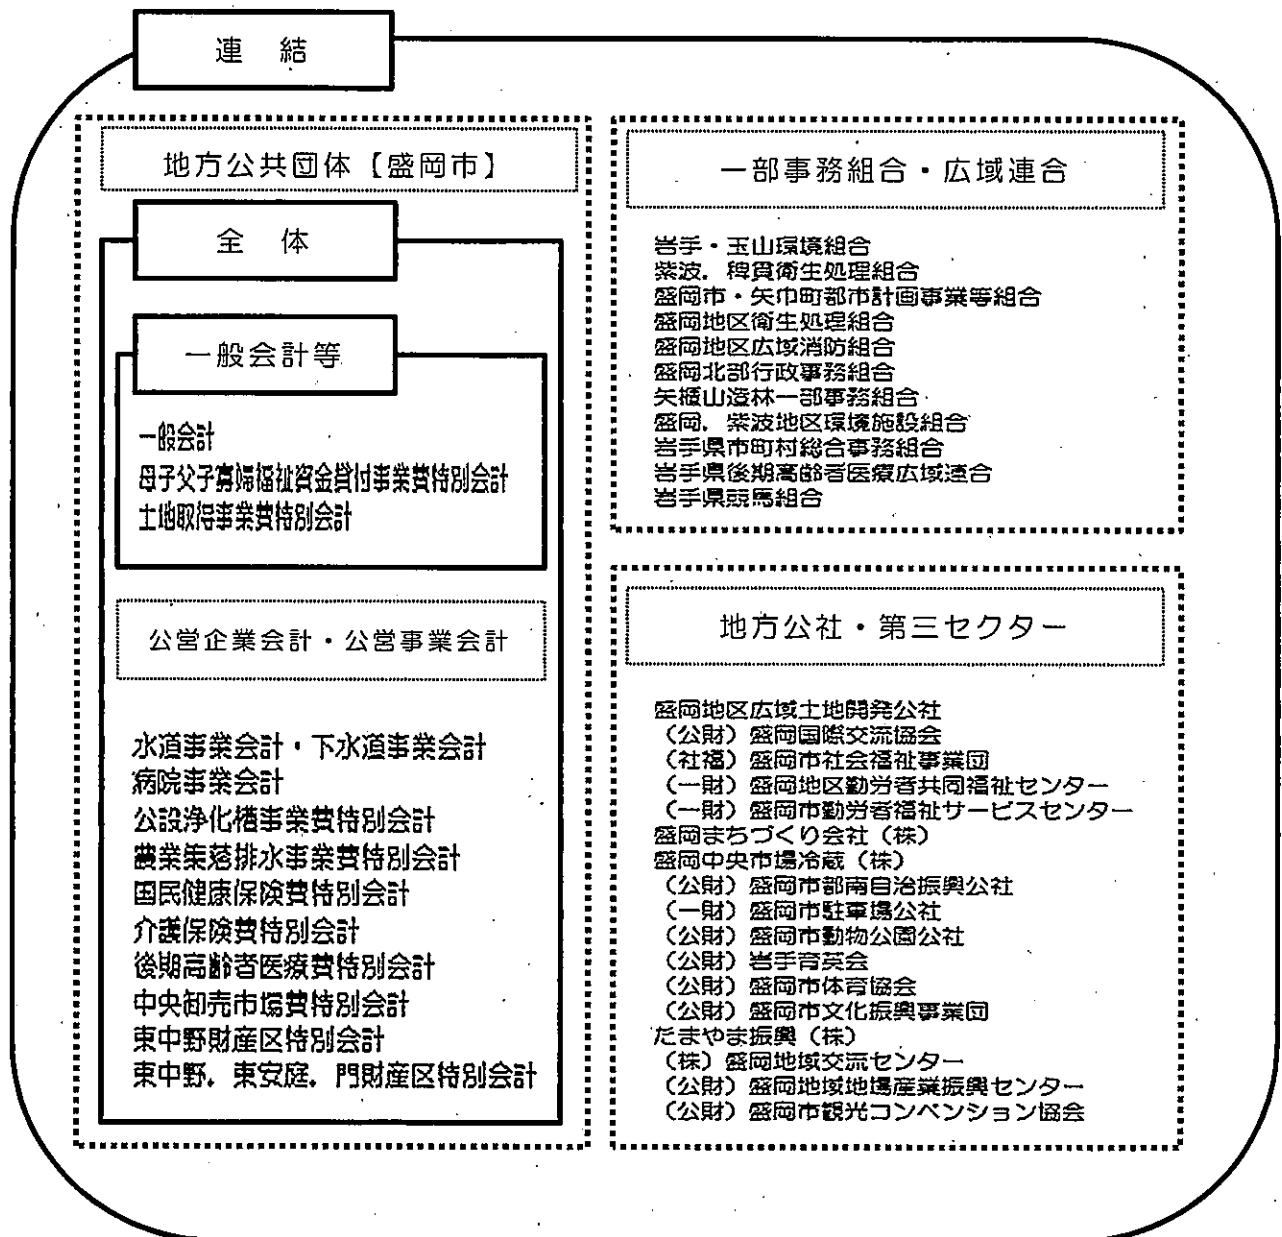 連　結
地方公共団体【盛岡市】
全　体
一般会計等
一般会計
母子父子寡婦福祉資金貸付事業費特別会計
土地取得事業費特別会計
公営企業会計・公営事業会計
水道事業会計・下水道事業会計
病院事業会計
公設浄化槽事業費特別会計
農業集落排水事業費特別会計
国民健康保険費特別会計
介護保険費特別会計
後期高齢者医療費特別会計
中央卸売市場費特別会計
東中野財産区特別会計
東中野，東安庭，門財産区特別会計
一部事務組合・広域連合
岩手・玉山環境組合
紫波，稗貫衛生処理組合
盛岡市・矢巾町都市計画事業等組合
盛岡地区衛生処理組合
盛岡地区広域消防組合
盛岡北部行政事務組合
矢櫃山造林一部事務組合
盛岡，紫波地区環境施設組合
岩手県市町村総合事務組合
岩手県後期高齢者医療広域連合
岩手県競馬組合
地方公社・第三セクター
盛岡地区広域土地開発公社
（公財）盛岡国際交流協会
（社福）盛岡市社会福祉事業団
（一財）盛岡地区勤労者共同福祉センター
（一財）盛岡市勤労者福祉サービスセンター
盛岡まちづくり会社（株）
盛岡中央市場冷蔵（株）
（公財）盛岡市都南自治振興公社
（一財）盛岡市駐車場公社
（公財）盛岡市動物公園公社
（公財）岩手育英会
（公財）盛岡市体育協会
（公財）盛岡市文化振興事業団
たまやま振興（株）
（株）盛岡地域交流センター
（公財）盛岡地域地場産業振興センター
（公財）盛岡市観光コンベンション協会